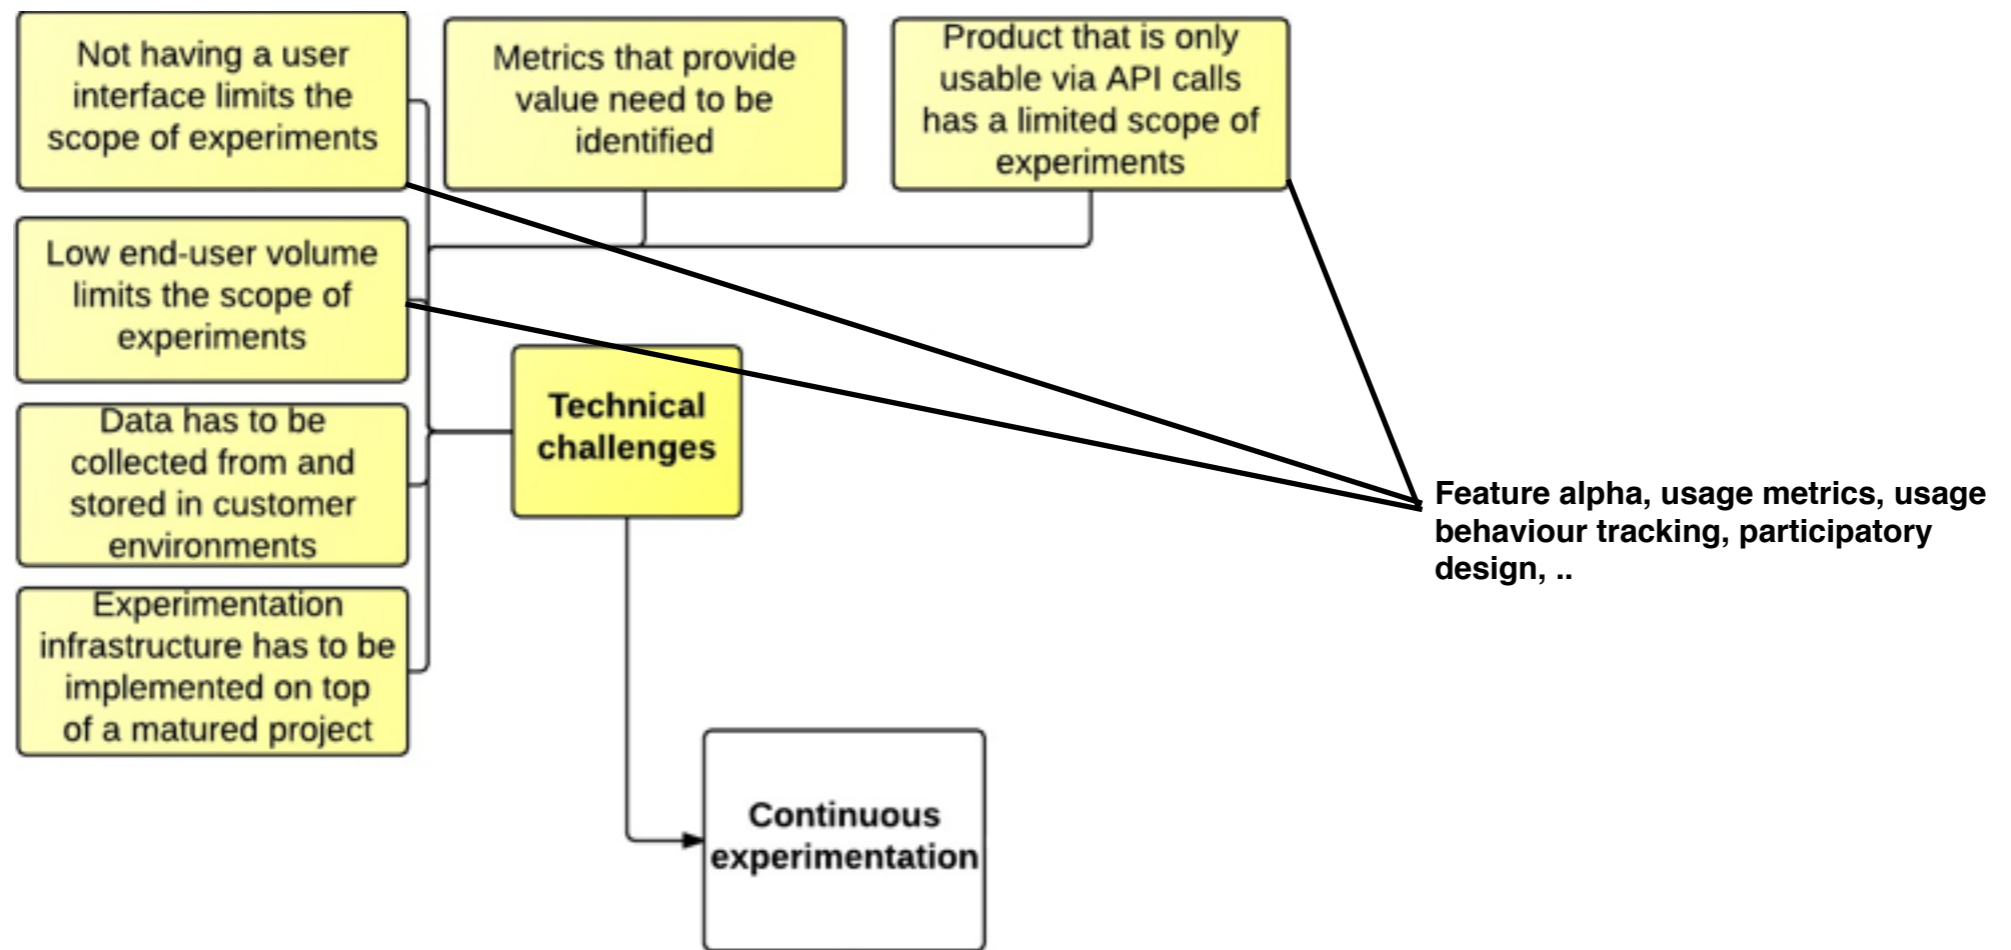 Not having a user
interface limits the
scope of experiments
Metrics that provide
value need to be
identified
Product that is only
usable via API calls
has a limited scope of
experiments
Low end-user volume
limits the scope of
experiments
Technical
challenges
Data has to be
collected from and
stored in customer
environments
Feature alpha, usage metrics, usage
behaviour tracking, participatory
design, ..
Experimentation
infrastructure has to be
implemented on top
of a matured project
Continuous
experimentation